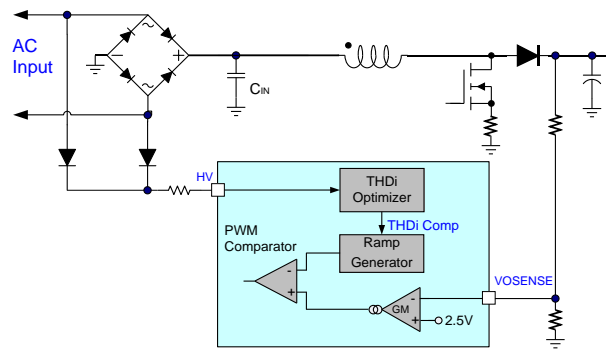 AC
Input
~
−
+
~
CIN
HV
THDi
Optimizer
THDi Comp
PWM
Comparator
Ramp
Generator
-
+
GM
-
+
2.5V
VOSENSE